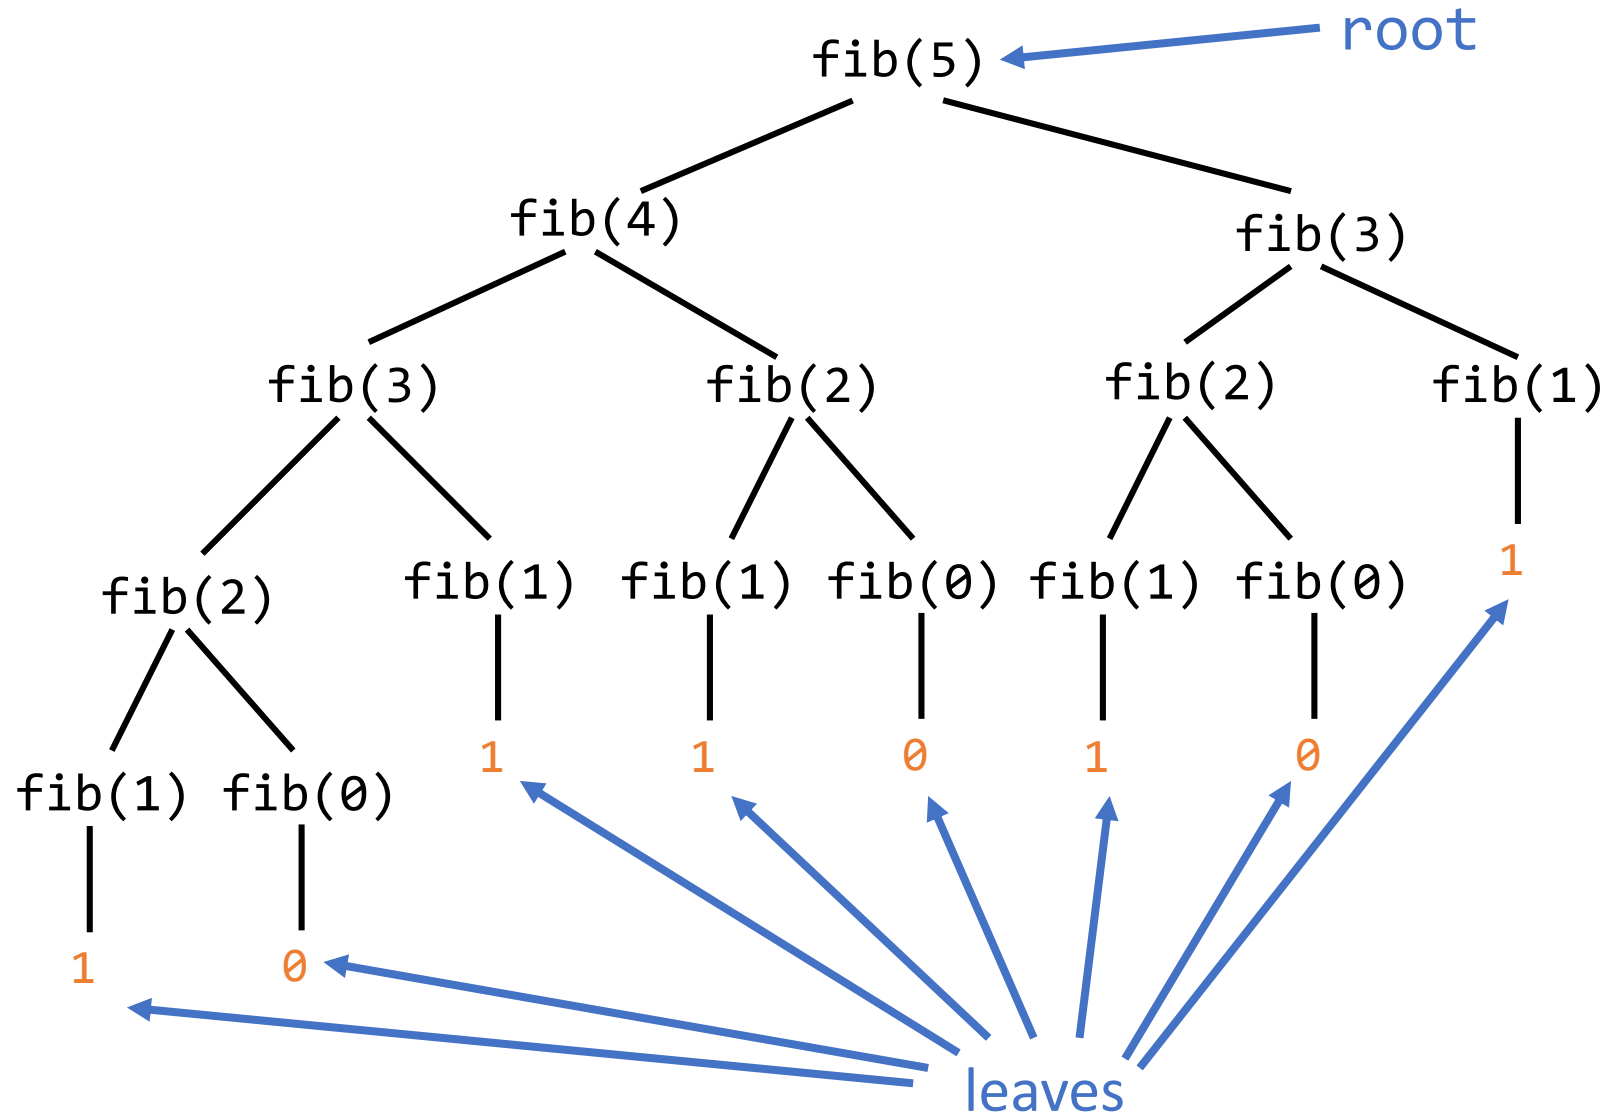 root
fib(5)
fib(4)
fib(3)
fib(3)
fib(2)
fib(2)
fib(1)
fib(2)
fib(1)
fib(1)
fib(0)
fib(1)
fib(0)
1
fib(1)
fib(0)
1
1
0
1
0
1
0
leaves